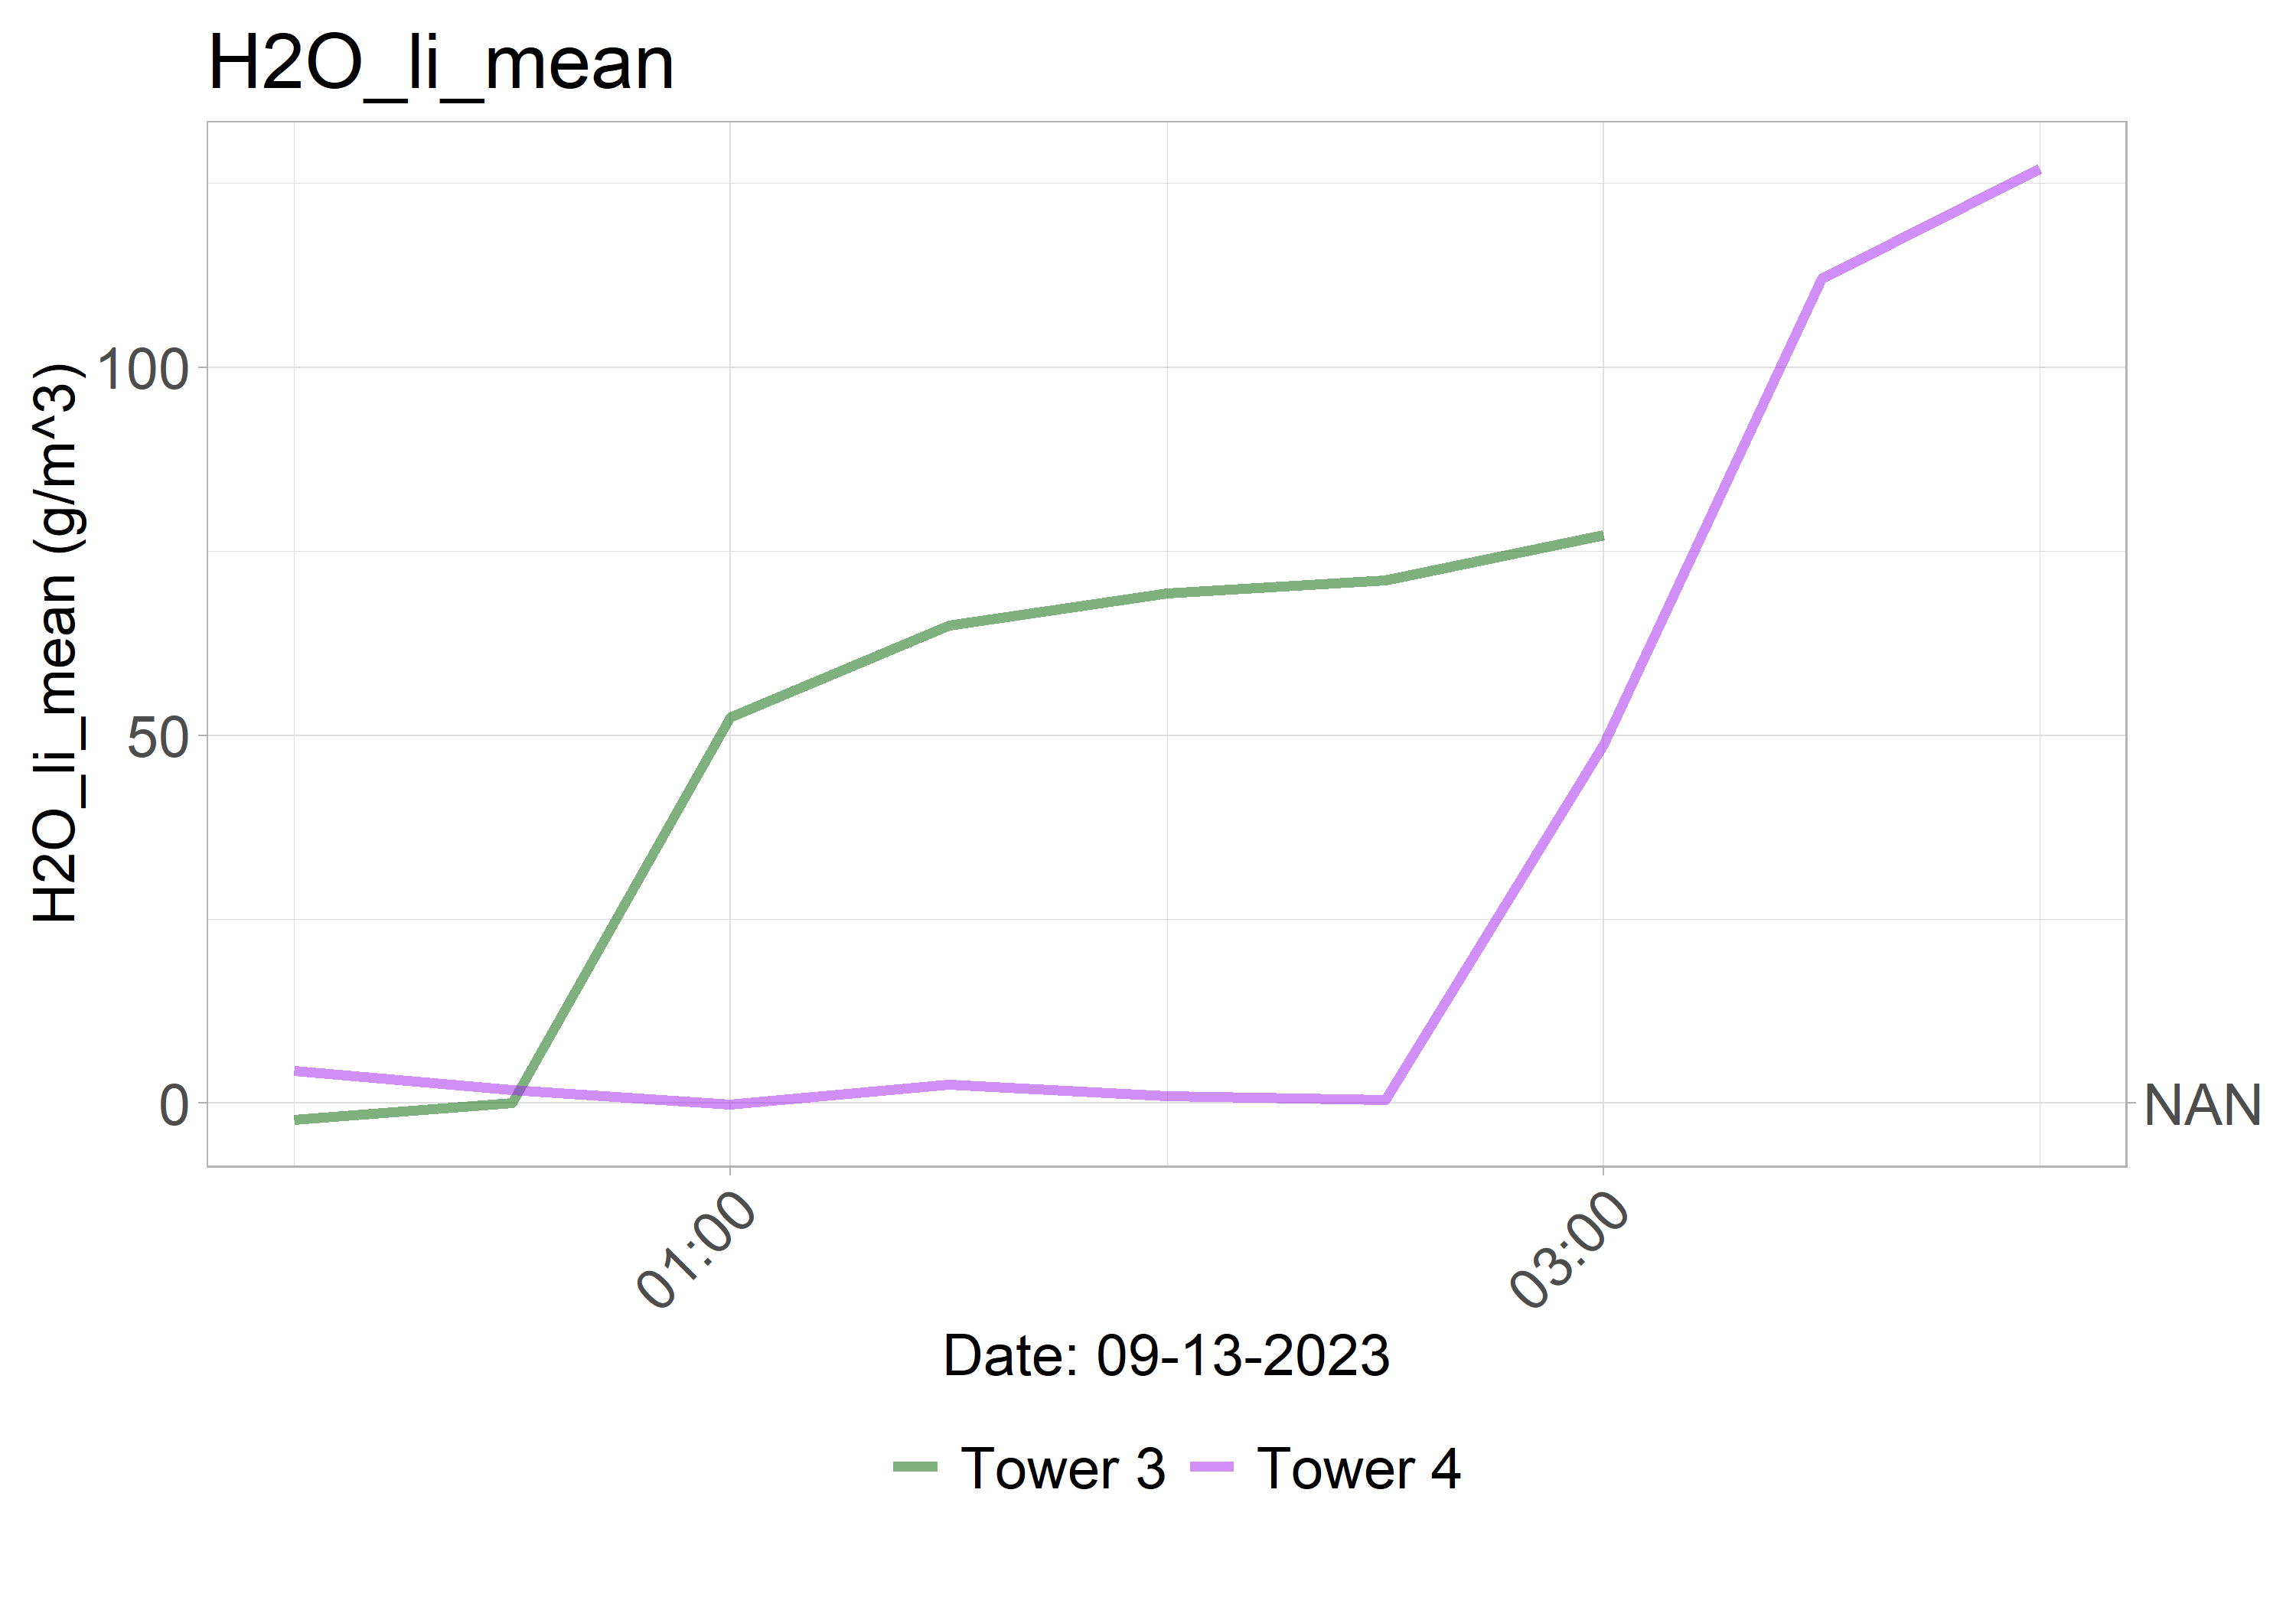 H2O_li_mean
H2O_li_mean (g/m^3)
100
50
0
NAN
01:00
03:00
Date: 09-13-2023
Tower 3
Tower 4